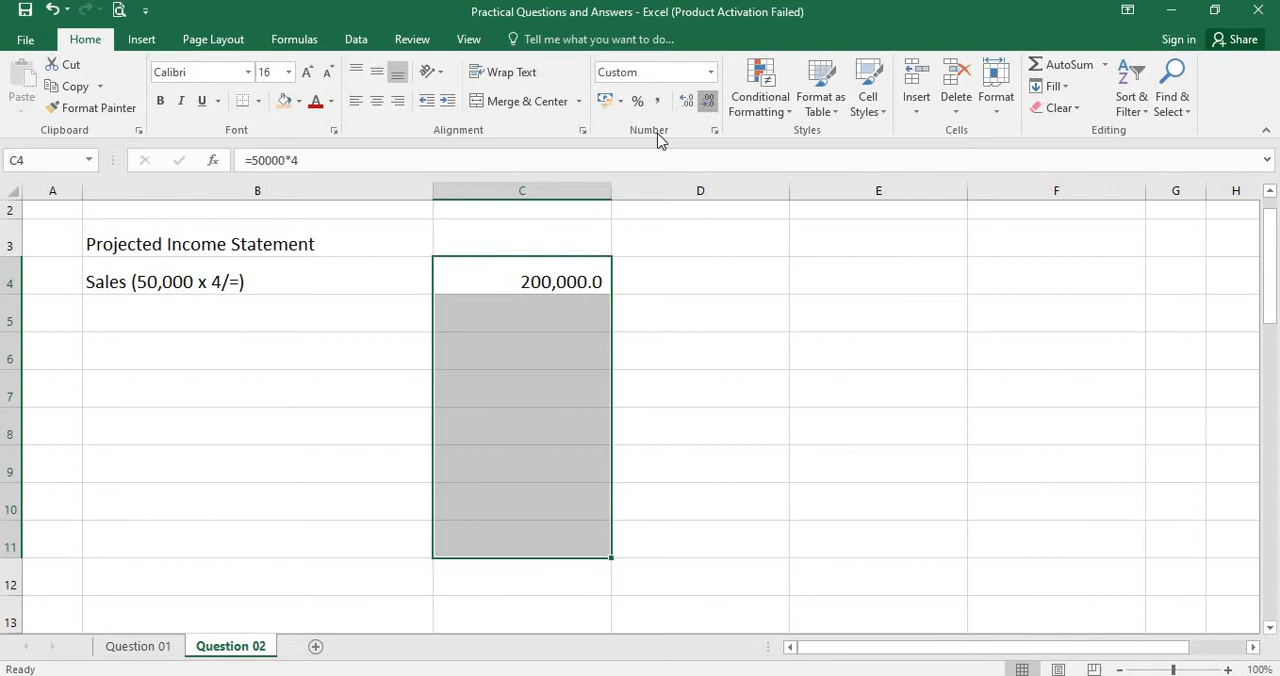 Practical Questions and Answers - Excel (Product Activation Failed)
File Home Insert Page Layout Formulas Data Review View Tell me what you want to do... Sign in Share
Paste Cut Copy Format Painter
Clipboard
Calibri 16
A A
B I U A
Font
Wrap Text
Merge & Center
Alignment
Custom
% ,
Number
Conditional Formatting
Format as Table
Cell Styles
Styles
Insert Delete Format
Cells
AutoSum
Fill
Clear
Sort & Filter
Find & Select
Editing
C4 fx =50000*4
A B C D E F G H
2
3 Projected Income Statement
4 Sales (50,000 x 4/=) 200,000.0
5
6
7
8
9
10
11
12
13
Question 01 Question 02
Ready 100%